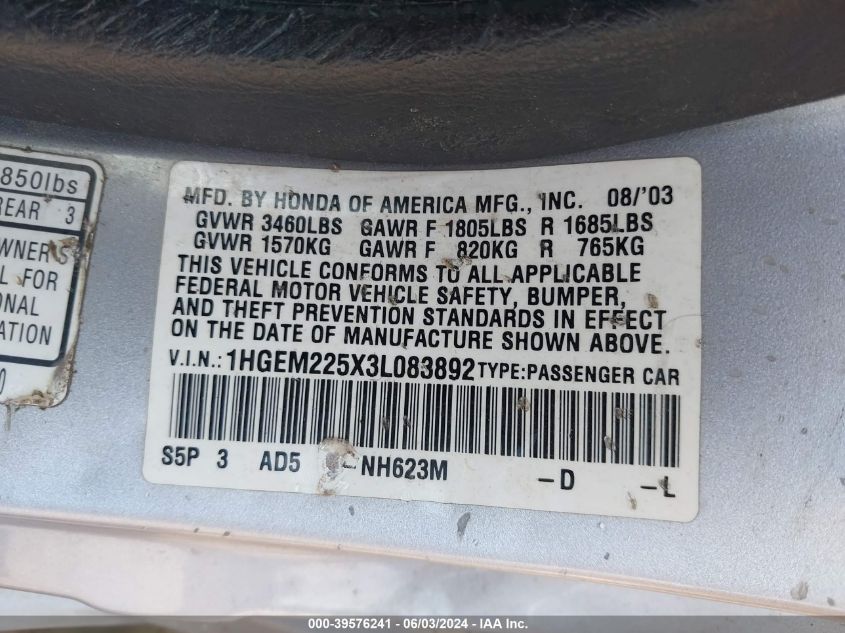 850lbs
REAR 3
OWNER'S
L FOR
ONAL
ATION
0
MFD. BY HONDA OF AMERICA MFG., INC. 08/'03
GVWR 3460LBS GAWR F 1805LBS R 1685LBS
GVWR 1570KG GAWR F 820KG R 765KG
THIS VEHICLE CONFORMS TO ALL APPLICABLE
FEDERAL MOTOR VEHICLE SAFETY, BUMPER,
AND THEFT PREVENTION STANDARDS IN EFFECT
ON THE DATE OF MANUFACTURE SHOWN ABOVE.
V.I.N.: 1HGEM225X3L083892 TYPE:PASSENGER CAR
S5P 3 AD5 -NH623M -D -L
000-39576241 - 06/03/2024 - IAA Inc.